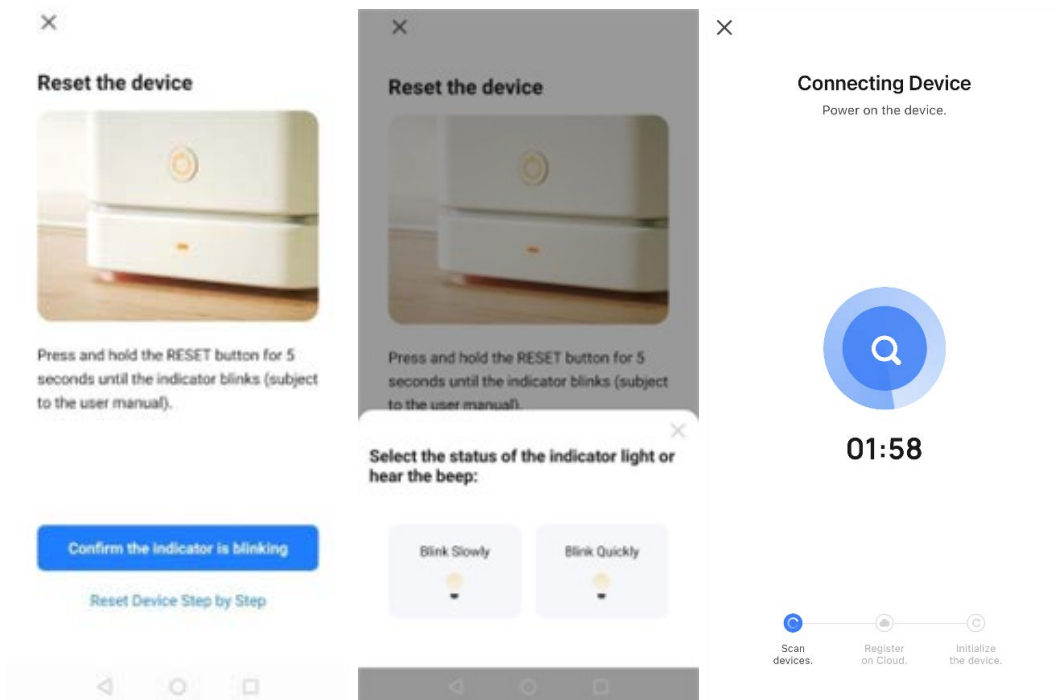 Reset the device
Press and hold the RESET button for 5
seconds until the indicator blinks (subject
to the user manual).
Confirm the indicator is blinking
Reset Device Step by Step
Reset the device
Press and hold the RESET button for 5
seconds until the indicator blinks (subject
to the user manual).
Select the status of the indicator light or
hear the beep:
Blink Slowly
Blink Quickly
Connecting Device
Power on the device.
01:58
Scan
devices.
Register
on Cloud.
Initialize
the device.